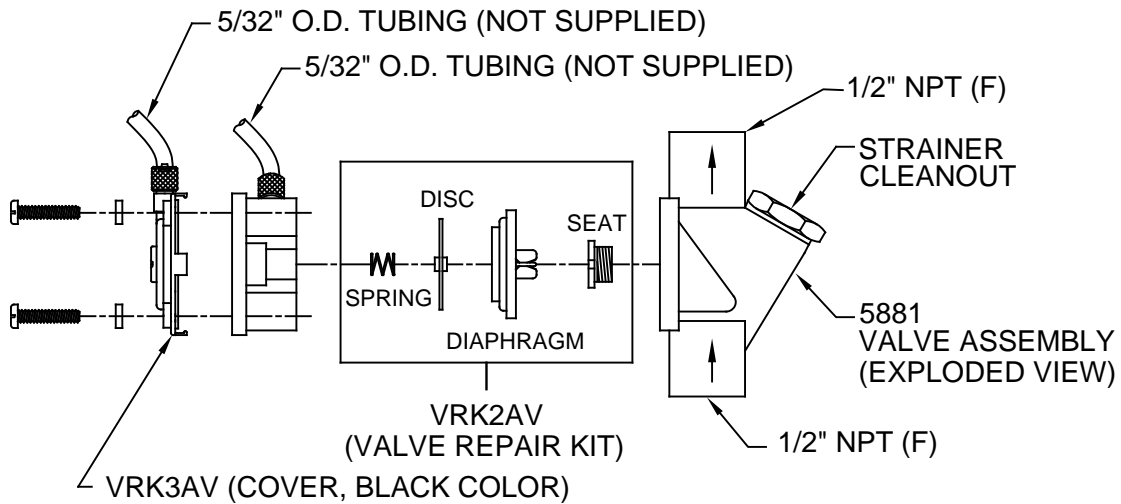 5/32" O.D. TUBING (NOT SUPPLIED)
5/32" O.D. TUBING (NOT SUPPLIED)
1/2" NPT (F)
STRAINER
CLEANOUT
DISC
SEAT
SPRING
DIAPHRAGM
5881
VALVE ASSEMBLY
(EXPLODED VIEW)
VRK2AV
(VALVE REPAIR KIT)
1/2" NPT (F)
VRK3AV (COVER, BLACK COLOR)